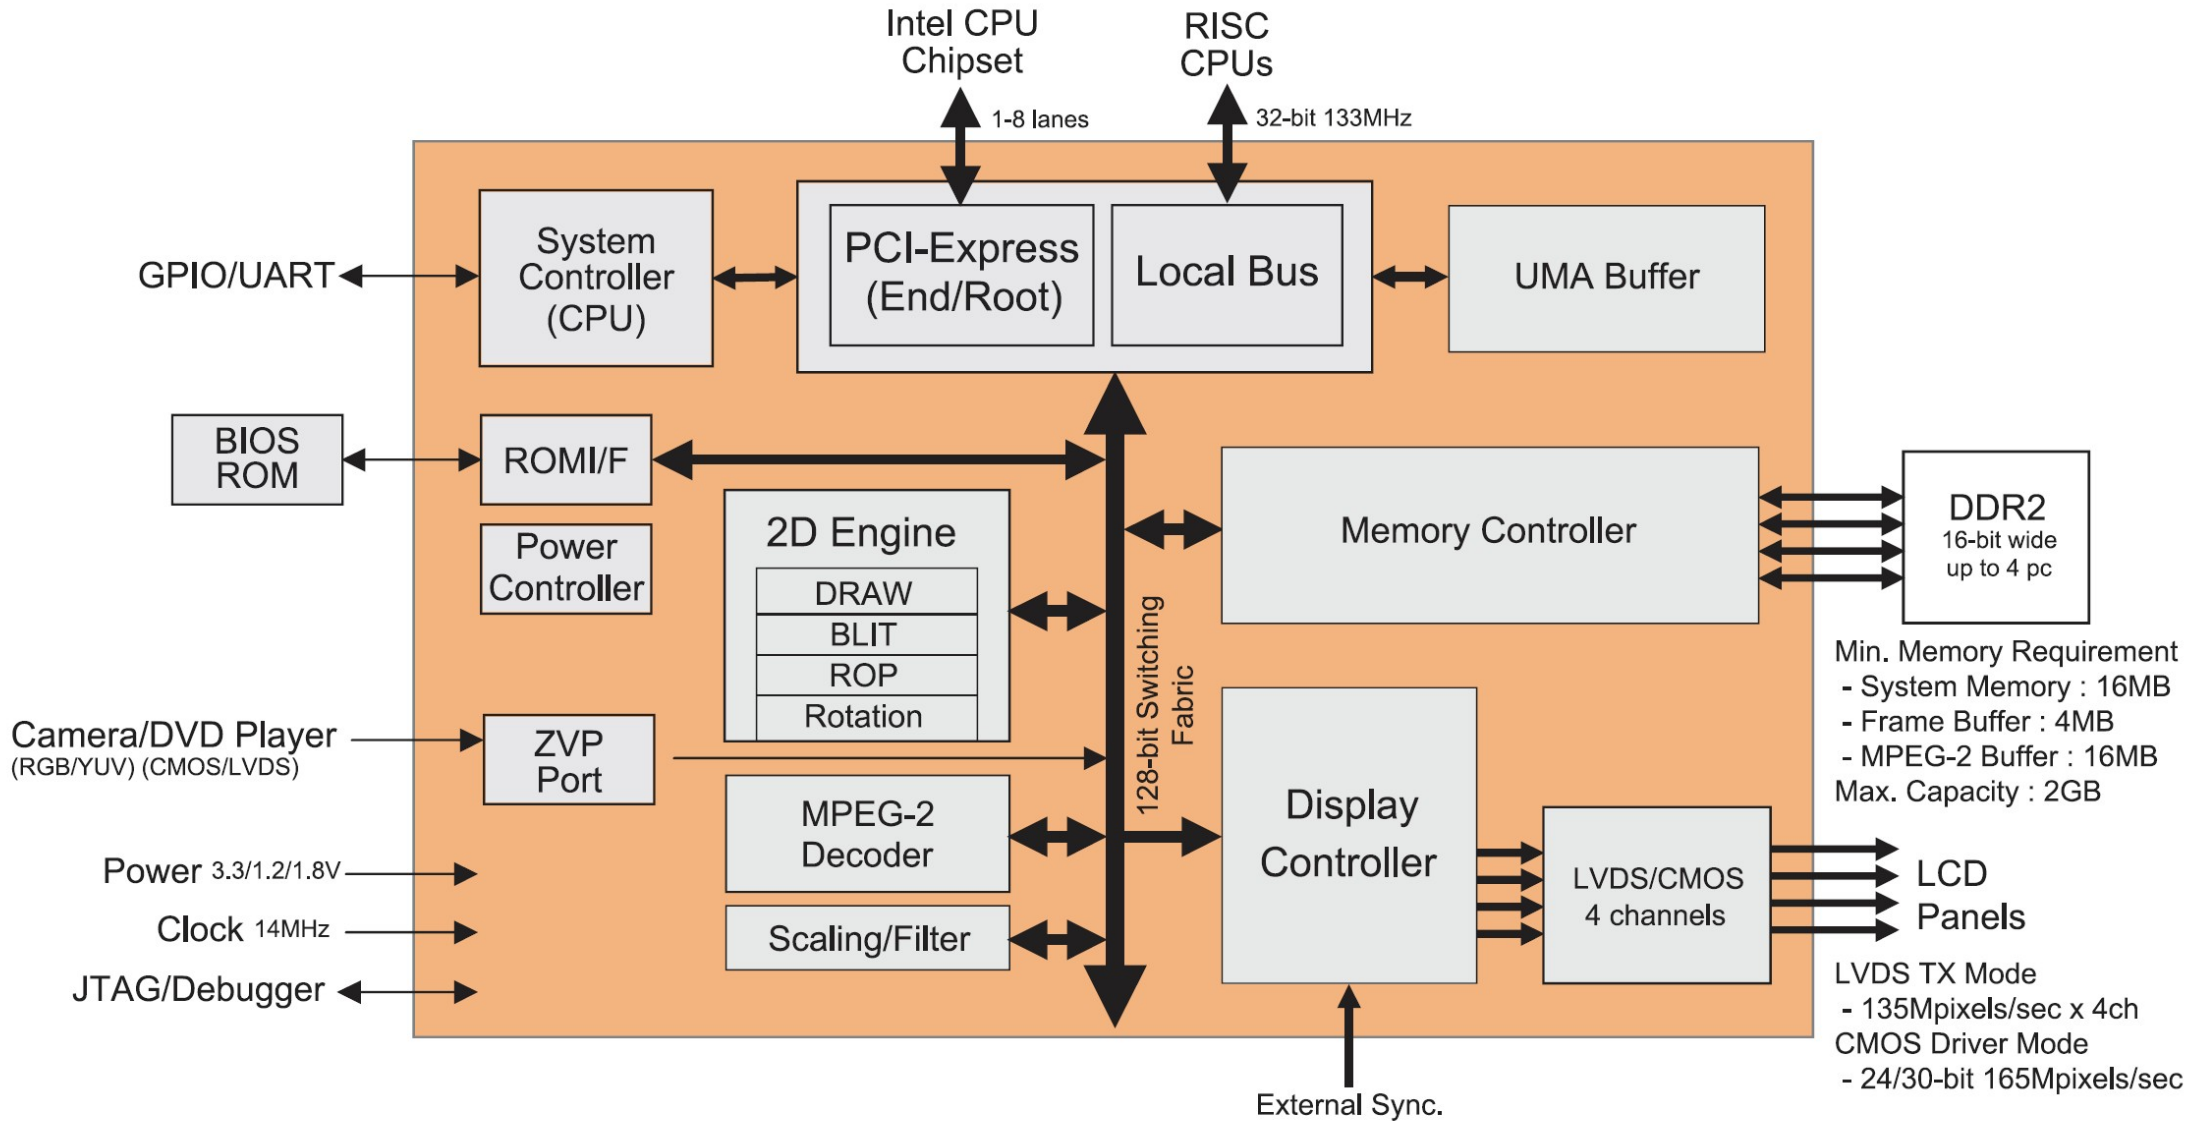 Intel CPU
Chipset
RISC
CPUs
1-8 lanes
32-bit 133MHz
GPIO/UART
System
Controller
(CPU)
PCI-Express
(End/Root)
Local Bus
UMA Buffer
BIOS
ROM
ROMI/F
Power
Controller
2D Engine
DRAW
BLIT
ROP
Rotation
128-bit Switching
Fabric
Memory Controller
DDR2
16-bit wide
up to 4 pc
Min. Memory Requirement
- System Memory : 16MB
- Frame Buffer : 4MB
- MPEG-2 Buffer : 16MB
Max. Capacity : 2GB
Camera/DVD Player
(RGB/YUV) (CMOS/LVDS)
ZVP
Port
MPEG-2
Decoder
Scaling/Filter
Display
Controller
LVDS/CMOS
4 channels
LCD
Panels
Power 3.3/1.2/1.8V
Clock 14MHz
JTAG/Debugger
LVDS TX Mode
- 135Mpixels/sec x 4ch
CMOS Driver Mode
- 24/30-bit 165Mpixels/sec
External Sync.